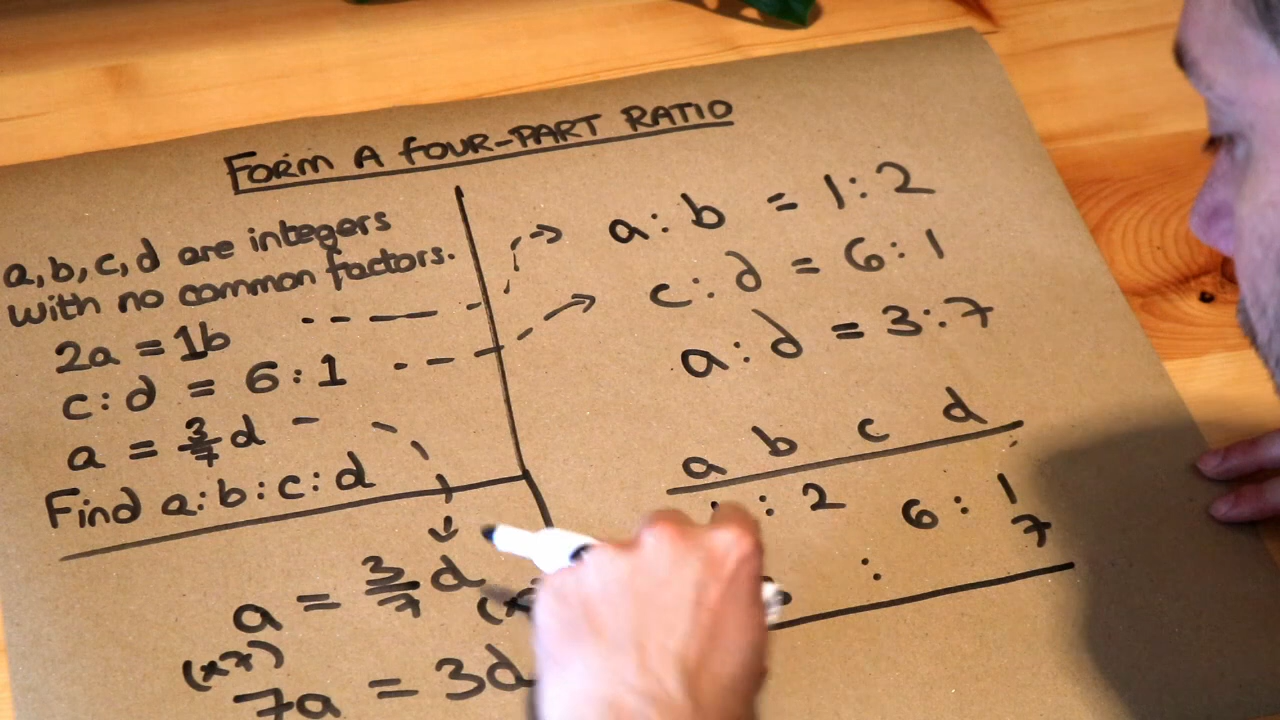 FORM A FOUR-PART RATIO
a, b, c, d are integers
with no common factors.
2a = 1b
c : d = 6 : 1
a = 3/7 d
Find a : b : c : d
a = 3/7 d
(×7)
7a = 3d
a : b = 1 : 2
c : d = 6 : 1
a : d = 3 : 7
a b c d
: 2 6 : 1
: 7